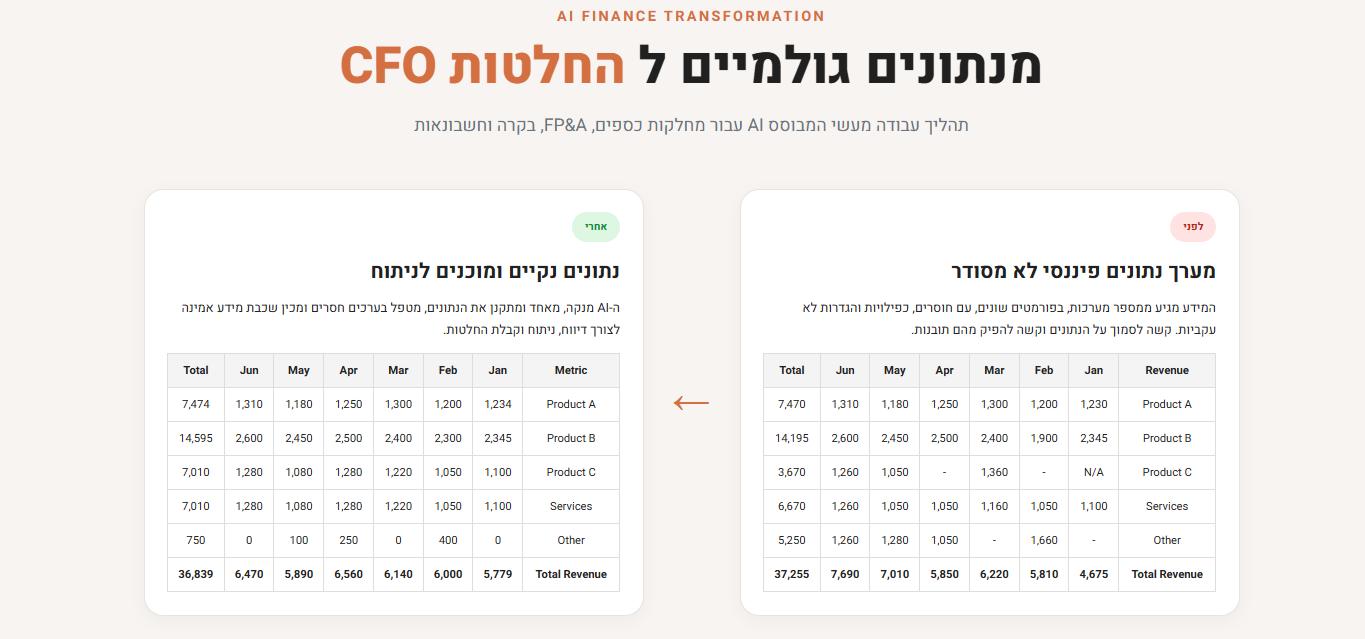 AI FINANCE TRANSFORMATION
מנתונים גולמיים ל החלטות CFO
תהליך עבודה מעשי המבוסס AI עבור מחלקות כספים, FP&A, בקרה וחשבונאות
לפני
מערך נתונים פיננסי לא מסודר
המידע מגיע ממספר מערכות, בפורמטים שונים, עם חוסרים, כפילויות והגדרות לא
עקביות. קשה לסמוך על הנתונים וקשה להפיק מהם תובנות.
Revenue Jan Feb Mar Apr May Jun Total
Product A 1,230 1,200 1,300 1,250 1,180 1,310 7,470
Product B 2,345 1,900 2,400 2,500 2,450 2,600 14,195
Product C N/A - 1,360 - 1,050 1,260 3,670
Services 1,100 1,050 1,160 1,050 1,050 1,260 6,670
Other - 1,660 - 1,050 1,280 1,260 5,250
Total Revenue 4,675 5,810 6,220 5,850 7,010 7,690 37,255
←
אחרי
נתונים נקיים ומוכנים לניתוח
ה-AI מנקה, מאחד ומתקנן את הנתונים, מטפל בערכים חסרים ומכין שכבת מידע אמינה
לצורך דיווח, ניתוח וקבלת החלטות.
Metric Jan Feb Mar Apr May Jun Total
Product A 1,234 1,200 1,300 1,250 1,180 1,310 7,474
Product B 2,345 2,300 2,400 2,500 2,450 2,600 14,595
Product C 1,100 1,050 1,220 1,280 1,080 1,280 7,010
Services 1,100 1,050 1,220 1,280 1,080 1,280 7,010
Other 0 400 0 250 100 0 750
Total Revenue 5,779 6,000 6,140 6,560 5,890 6,470 36,839